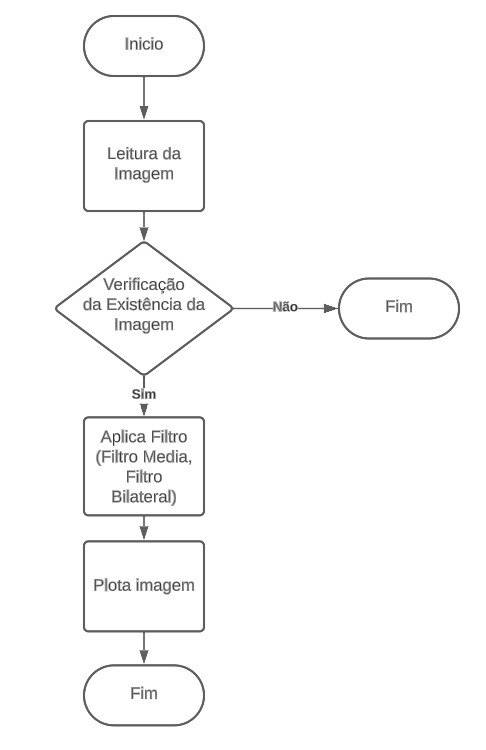 Inicio
Leitura da
Imagem
Verificação
da Existência da
Imagem
Não
Fim
Sim
Aplica Filtro
(Filtro Media,
Filtro
Bilateral)
Plota imagem
Fim